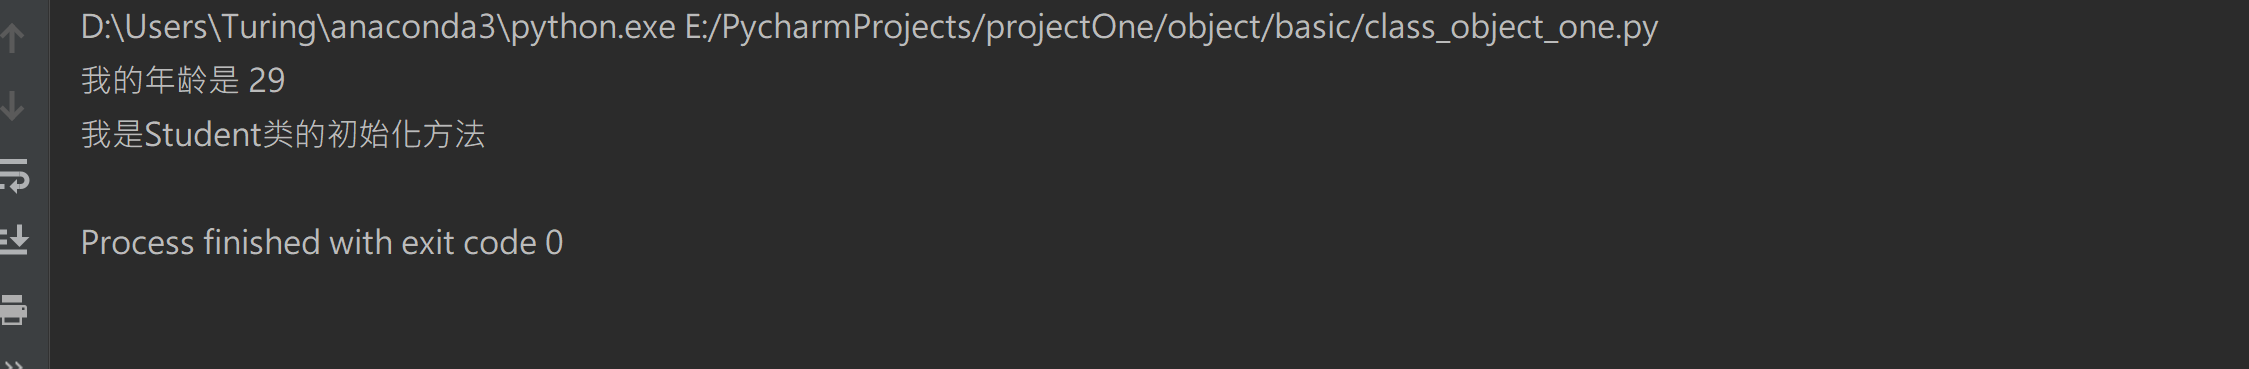 D:\Users\Turing\anaconda3\python.exe E:/PycharmProjects/projectOne/object/basic/class_object_one.py
我的年龄是 29
我是Student类的初始化方法
Process finished with exit code 0